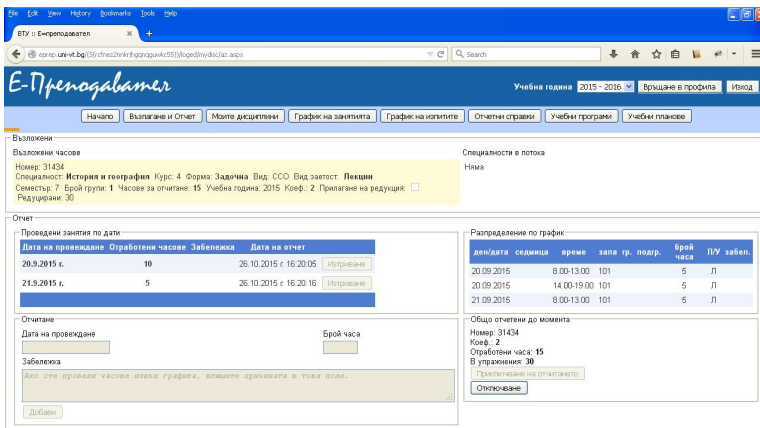 File Edit View History Bookmarks Tools Help
ВТУ :: Е=преподавател × +
eprep.uni-vt.bg/(S(rcfnez2nnkrjhgqnqguwkc55))/loged/mydisc/az.aspx Search
Е-Преподавател
Учебна година 2015 - 2016 Връщане в профила Изход
Начало Възлагане и Отчет Моите дисциплини График на занятията График на изпитите Отчетни справки Учебни програми Учебни планове
Възложени
Възложени часове Специалности в потока
Номер: 31434 Няма
Специалност: История и география Курс: 4 Форма: Задочна Вид: ССО Вид заетост: Лекции
Семестър: 7 Брой групи: 1 Часове за отчитане: 15 Учебна година: 2015 Коеф.: 2 Прилагане на редукция:
Редуцирани: 30
Отчет
Проведени занятия по дати
Дата на провеждане Отработени часове Забележка Дата на отчет
20.9.2015 г. 10 26.10.2015 г. 16:20:05 Изтриване
21.9.2015 г. 5 26.10.2015 г. 16:20:16 Изтриване
Разпределение по график
ден/дата седмица време зала гр. подгр. брой часа П/У забел.
20.09.2015 8.00-13.00 101 5 Л
20.09.2015 14.00-19.00 101 5 Л
21.09.2015 8.00-13.00 101 5 Л
Отчитане
Дата на провеждане Брой часа
Забележка
Ако сте провели часове извън графика, впишете причината в това поле.
Добави
Общо отчетени до момента
Номер: 31434
Коеф.: 2
Отработени часа: 15
В упражнения: 30
Приключване на отчитането
Отключване